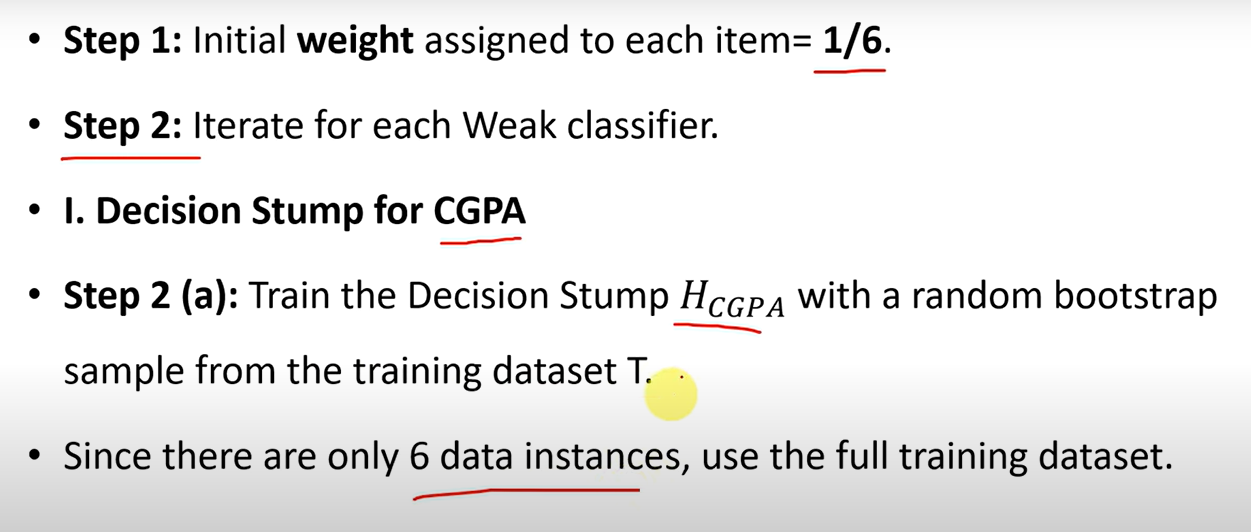 • Step 1: Initial weight assigned to each item= 1/6.
• Step 2: Iterate for each Weak classifier.
• I. Decision Stump for CGPA
• Step 2 (a): Train the Decision Stump H_CGPA with a random bootstrap
sample from the training dataset T.
• Since there are only 6 data instances, use the full training dataset.